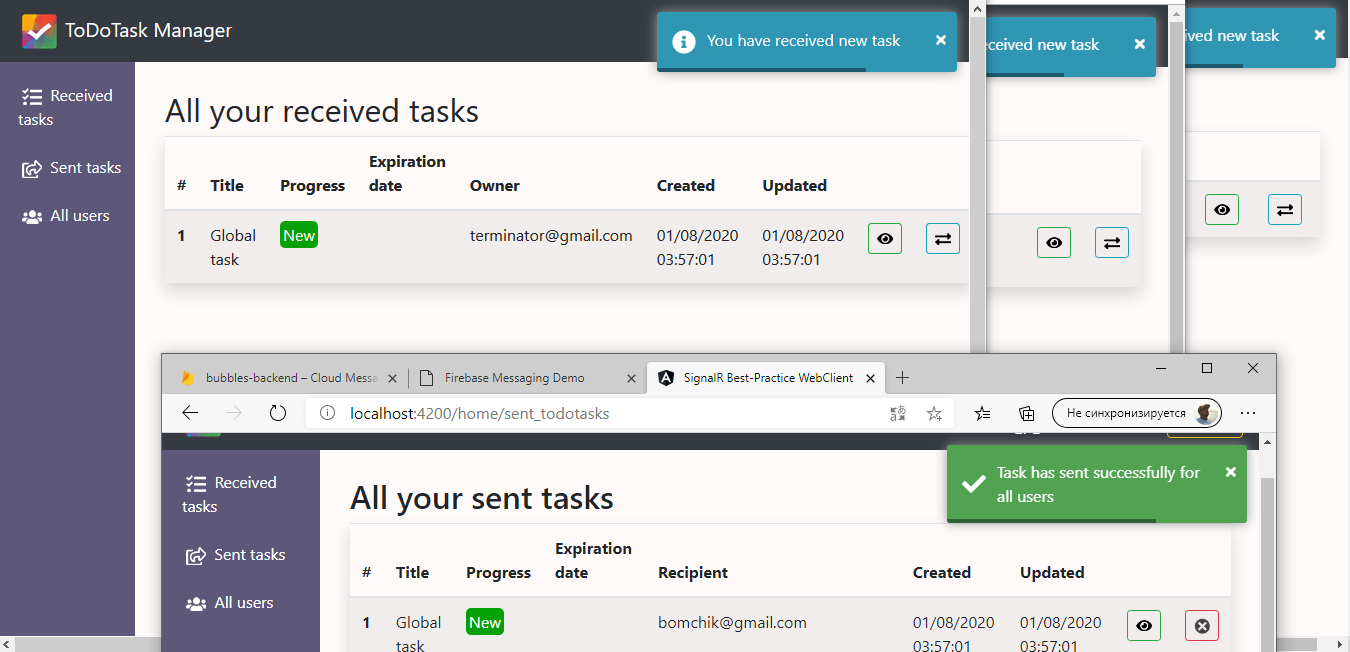 ToDoTask Manager
You have received new task
received new task
ived new task
Received
tasks
Sent tasks
All users
All your received tasks
# Title Progress Expiration date Owner Created Updated
1 Global task New terminator@gmail.com 01/08/2020 03:57:01 01/08/2020 03:57:01
bubbles-backend – Cloud Messa
Firebase Messaging Demo
SignalR Best-Practice WebClient
localhost:4200/home/sent_todotasks
Не синхронизируется
Received
tasks
Sent tasks
All users
Task has sent successfully for
all users
All your sent tasks
# Title Progress Expiration date Recipient Created Updated
1 Global task New bomchik@gmail.com 01/08/2020 03:57:01 01/08/2020 03:57:01